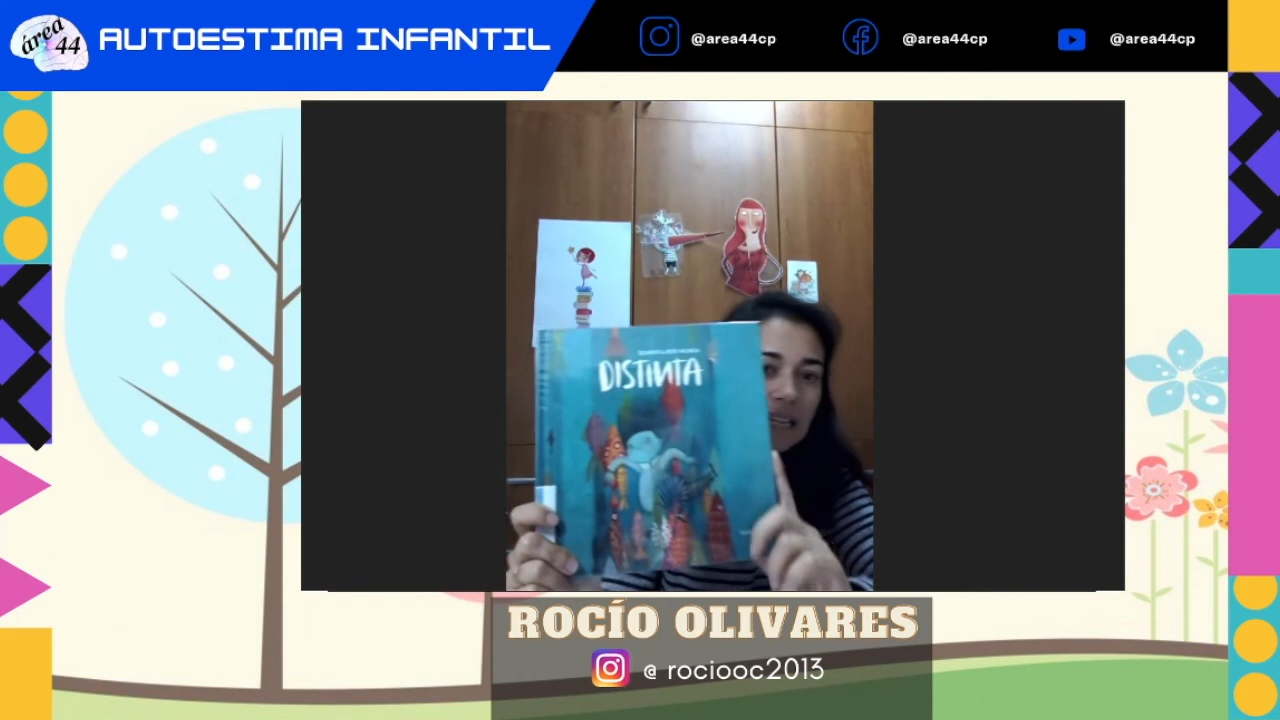 área
44
AUTOESTIMA INFANTIL
@area44cp
@area44cp
@area44cp
DISTINTA
ROCÍO OLIVARES
@ rociooc2013